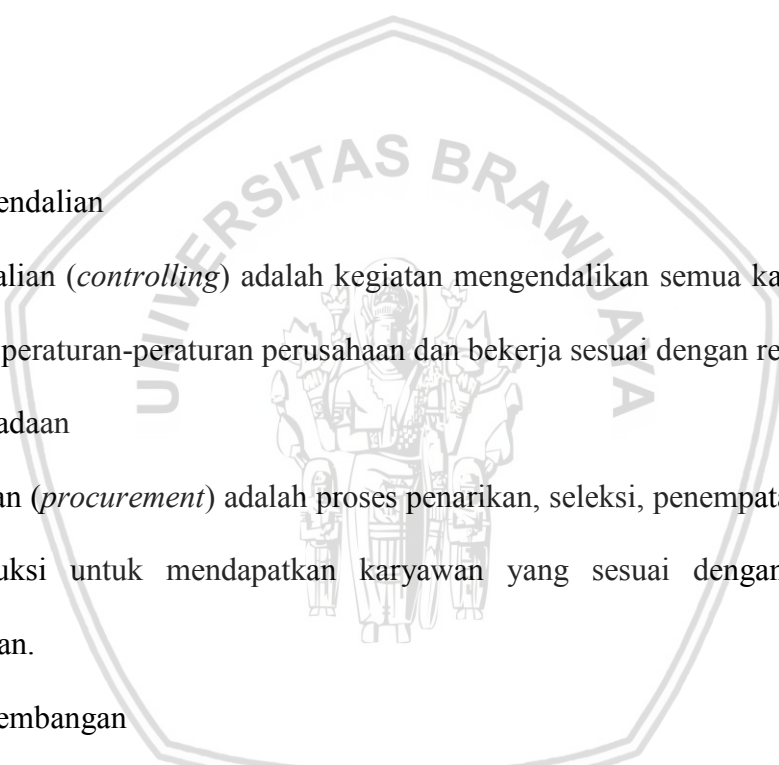 UNIVERSITAS BRAWIJAYA
endalian
alian (controlling) adalah kegiatan mengendalikan semua ka
peraturan-peraturan perusahaan dan bekerja sesuai dengan re
adaan
an (procurement) adalah proses penarikan, seleksi, penempata
uksi untuk mendapatkan karyawan yang sesuai dengan
an.
embangan